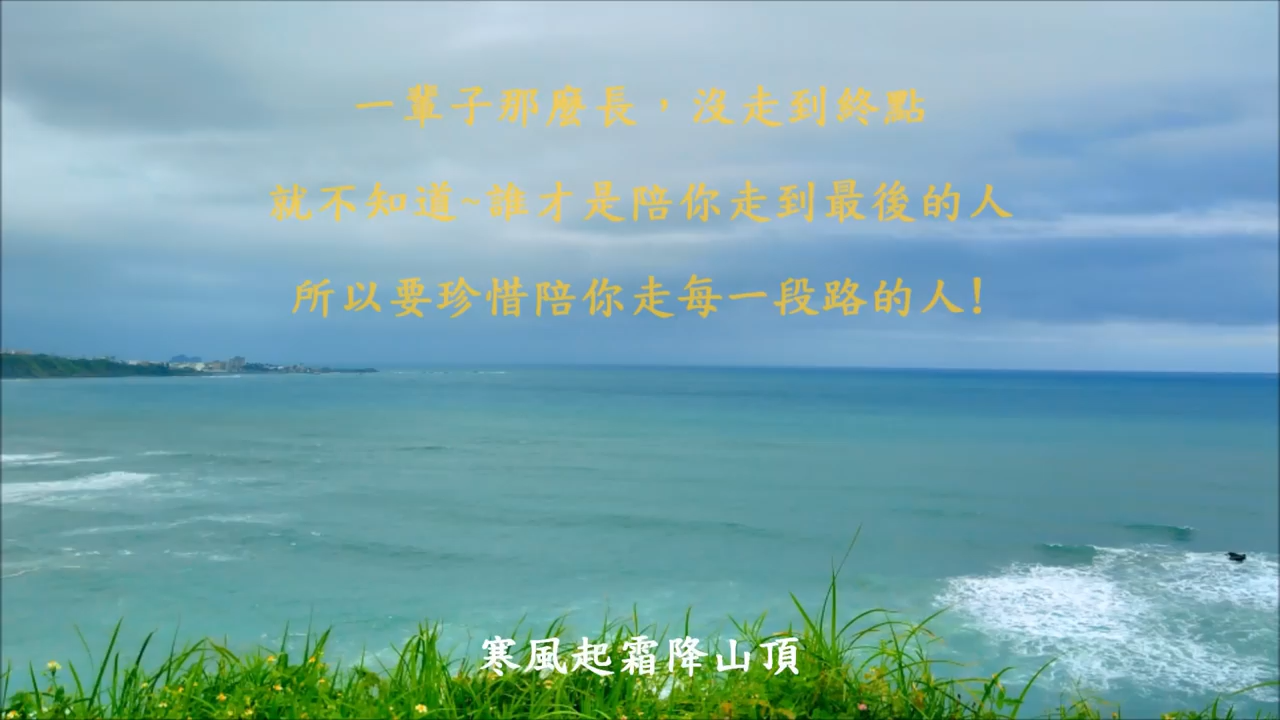 一輩子那麼長，沒走到終點
就不知道~誰才是陪你走到最後的人
所以要珍惜陪你走每一段路的人!
寒風起霜降山頂